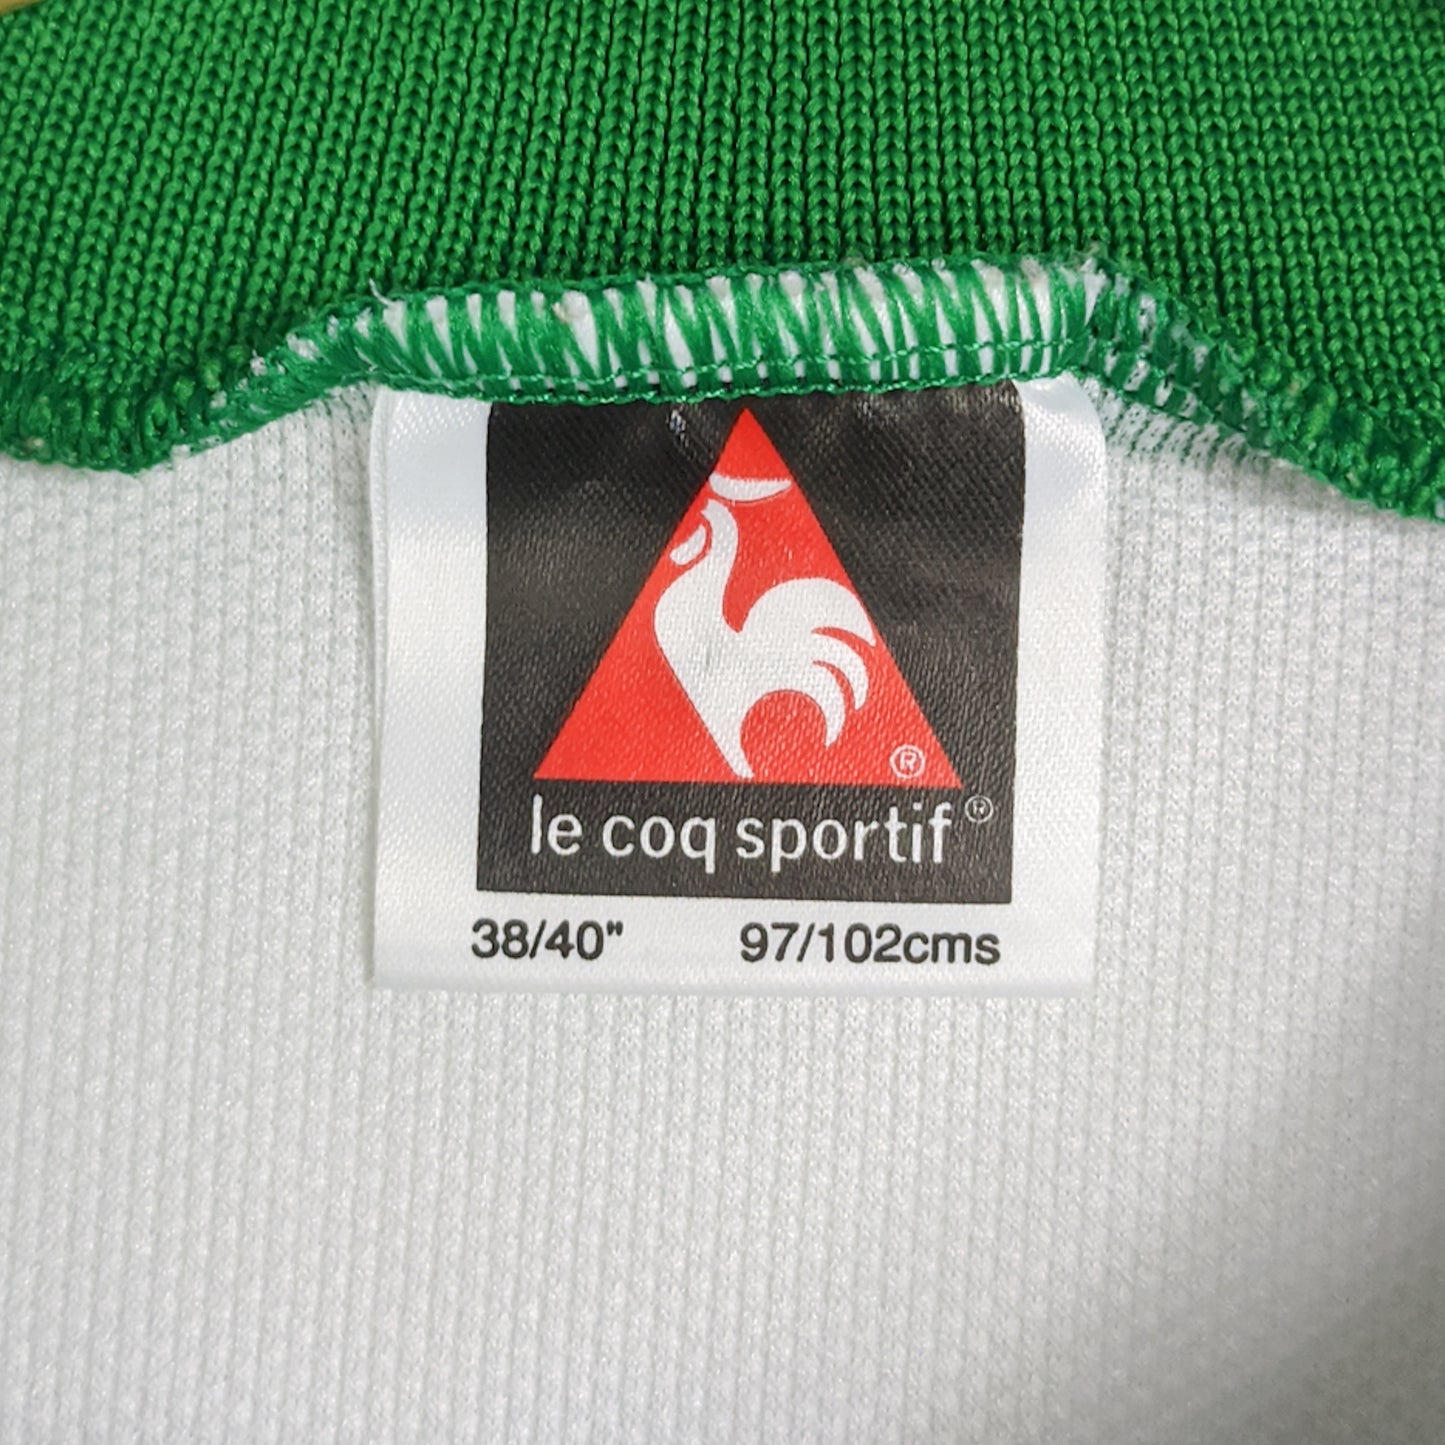 ®
le coq sportif®
38/40" 97/102cms